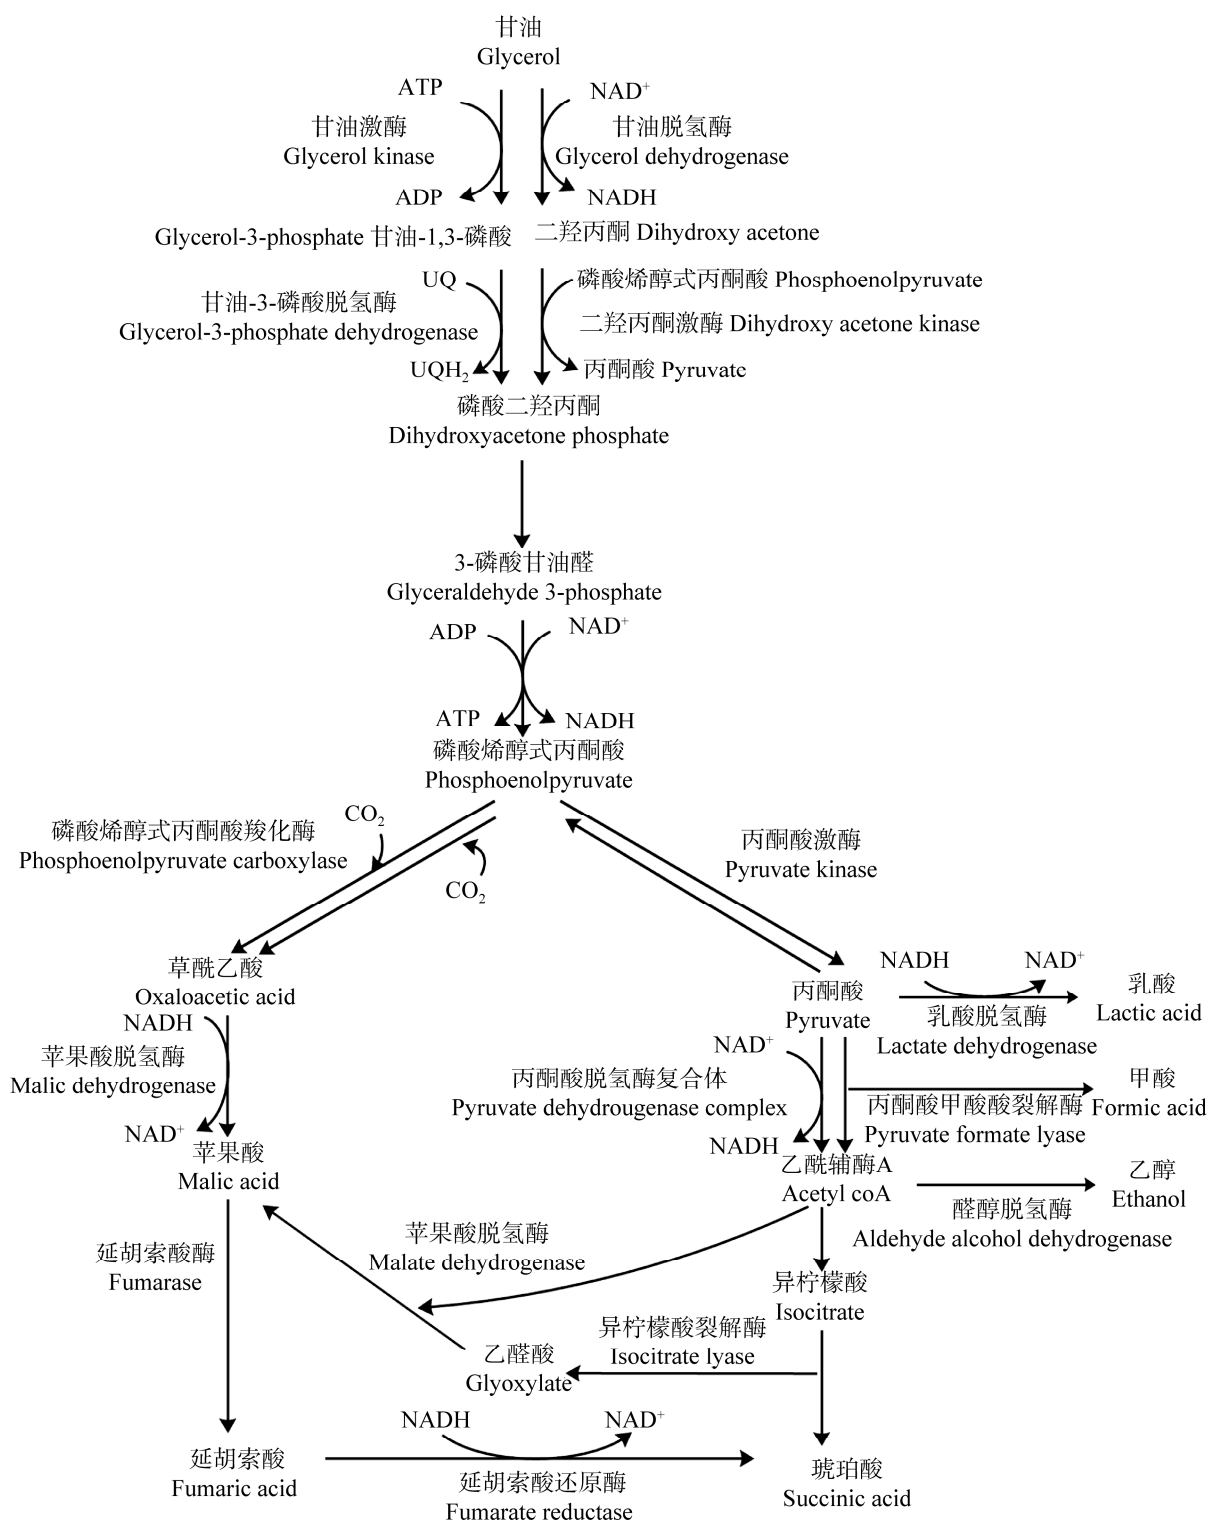 甘油
Glycerol
ATP
NAD⁺
甘油激酶
Glycerol kinase
甘油脱氢酶
Glycerol dehydrogenase
ADP
NADH
Glycerol-3-phosphate 甘油-1,3-磷酸
二羟丙酮 Dihydroxy acetone
UQ
磷酸烯醇式丙酮酸 Phosphoenolpyruvate
甘油-3-磷酸脱氢酶
Glycerol-3-phosphate dehydrogenase
二羟丙酮激酶 Dihydroxy acetone kinase
UQH₂
丙酮酸 Pyruvate
磷酸二羟丙酮
Dihydroxyacetone phosphate
3-磷酸甘油醛
Glyceraldehyde 3-phosphate
ADP
NAD⁺
ATP
NADH
磷酸烯醇式丙酮酸
Phosphoenolpyruvate
CO₂
磷酸烯醇式丙酮酸羧化酶
Phosphoenolpyruvate carboxylase
CO₂
丙酮酸激酶
Pyruvate kinase
草酰乙酸
Oxaloacetic acid
丙酮酸
Pyruvate
NADH
NAD⁺
乳酸脱氢酶
Lactate dehydrogenase
乳酸
Lactic acid
NADH
苹果酸脱氢酶
Malic dehydrogenase
NAD⁺
NAD⁺
丙酮酸脱氢酶复合体
Pyruvate dehydrougenase complex
NADH
丙酮酸甲酸酸裂解酶
Pyruvate formate lyase
甲酸
Formic acid
苹果酸
Malic acid
乙酰辅酶A
Acetyl coA
醛醇脱氢酶
Aldehyde alcohol dehydrogenase
乙醇
Ethanol
延胡索酸酶
Fumarase
苹果酸脱氢酶
Malate dehydrogenase
异柠檬酸
Isocitrate
异柠檬酸裂解酶
Isocitrate lyase
乙醛酸
Glyoxylate
NADH
NAD⁺
延胡索酸
Fumaric acid
延胡索酸还原酶
Fumarate reductase
琥珀酸
Succinic acid